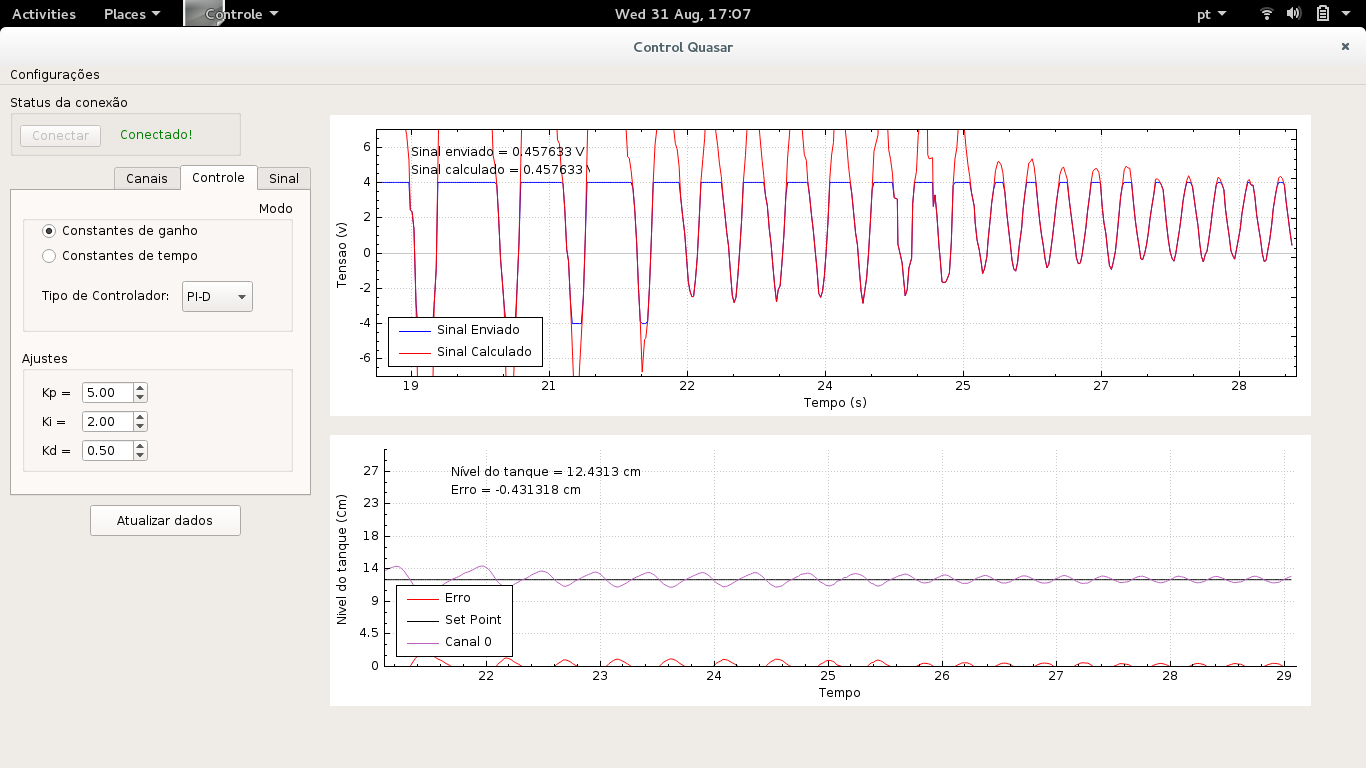 Activities Places Controle Wed 31 Aug, 17:07 pt
Control Quasar ×
Configurações
Status da conexão
Conectar Conectado!
Canais Controle Sinal
Modo
Constantes de ganho
Constantes de tempo
Tipo de Controlador: PI-D
Ajustes
Kp = 5.00
Ki = 2.00
Kd = 0.50
Atualizar dados
Sinal enviado = 0.457633 V
Sinal calculado = 0.457633
6
4
2
0
-2
-4
-6
Tensao (v)
Sinal Enviado
Sinal Calculado
19 21 22 24 25 27 28
Tempo (s)
Nível do tanque = 12.4313 cm
Erro = -0.431318 cm
27
23
18
14
9
4.5
0
Nivel do tanque (Cm)
Erro
Set Point
Canal 0
22 23 24 25 26 27 28 29
Tempo